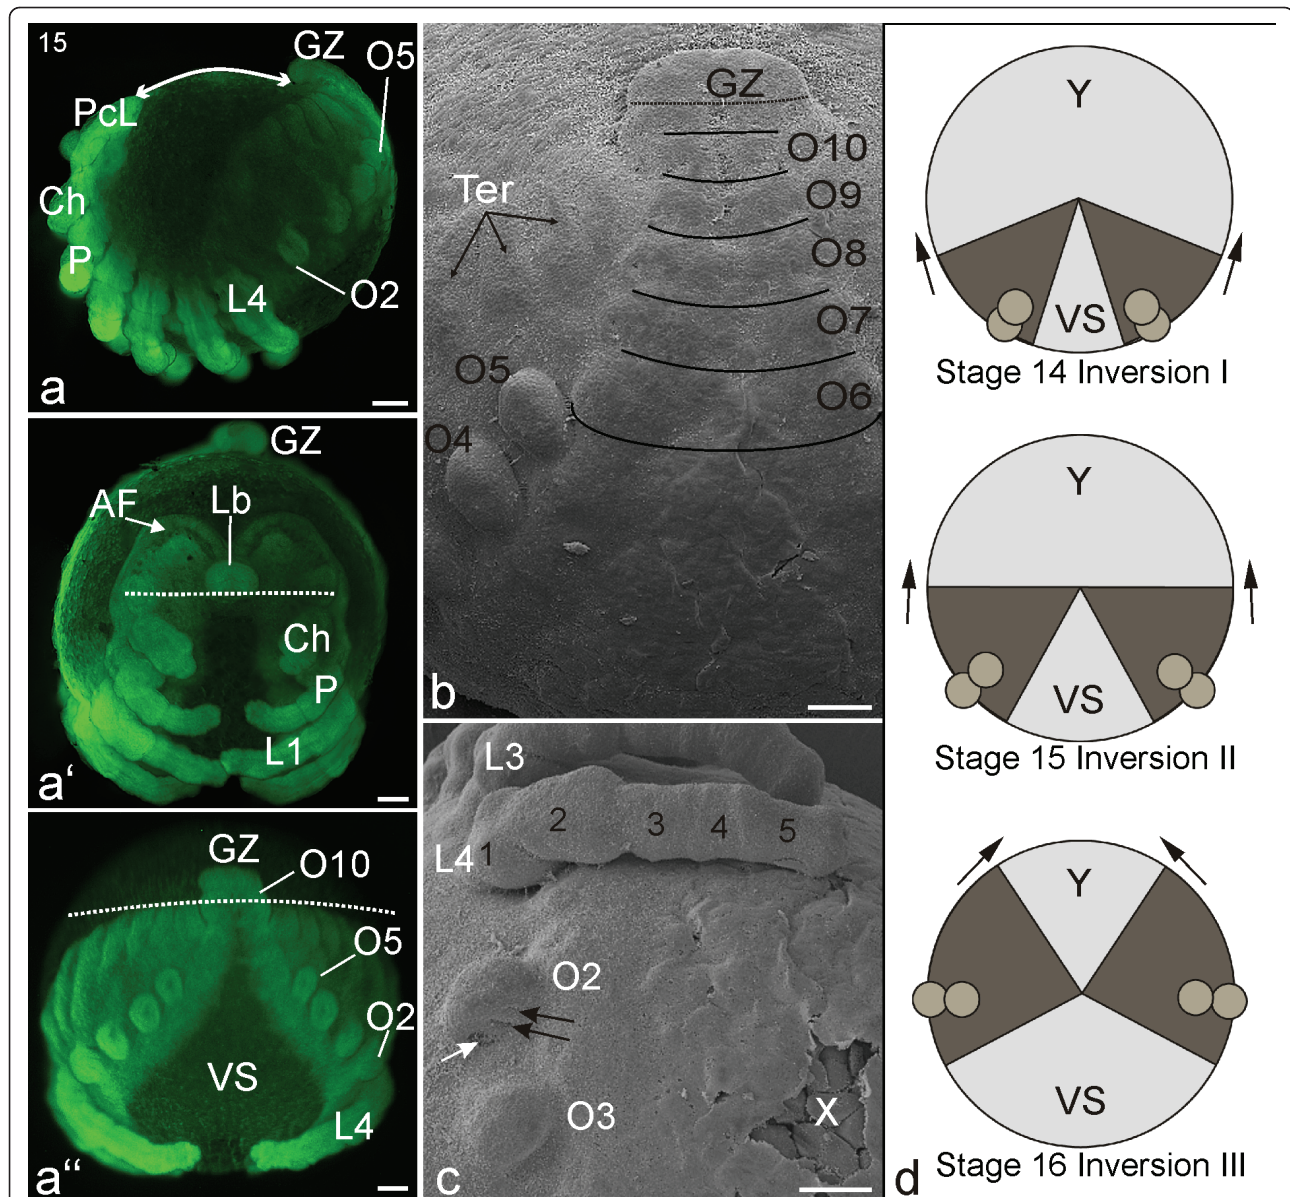 15
GZ
O5
PcL
Ch
P
L4
O2
a
GZ
AF
Lb
Ch
P
L1
a'
GZ
O10
O5
O2
VS
L4
a"
GZ
O10
Ter
O9
O8
O7
O5
O6
O4
b
L3
2
3
4
5
L4
1
O2
O3
X
c
Y
VS
Stage 14 Inversion I
Y
VS
Stage 15 Inversion II
Y
VS
Stage 16 Inversion III
d